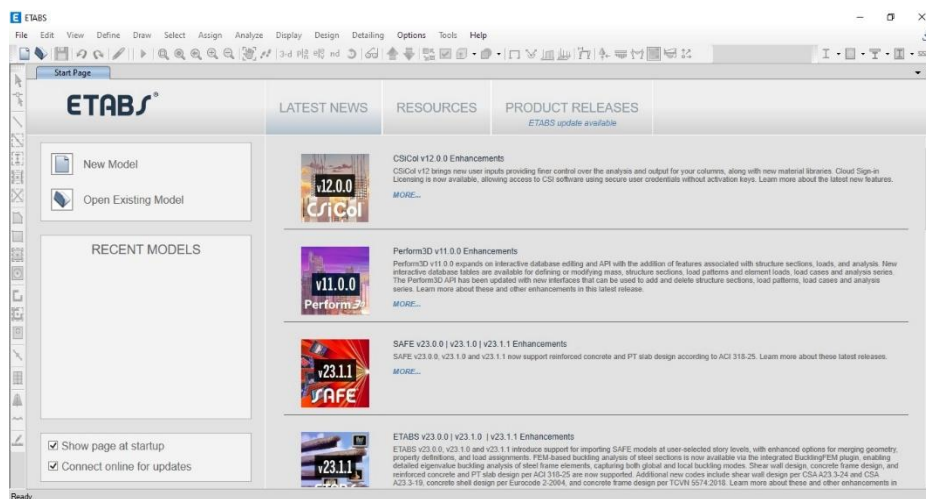 ETABS
File Edit View Define Draw Select Assign Analyze Display Design Detailing Options Tools Help
3-d nd
Start Page
ETABS®
LATEST NEWS
RESOURCES
PRODUCT RELEASES
ETABS update available
New Model
Open Existing Model
RECENT MODELS
Show page at startup
Connect online for updates
v12.0.0
CSiCol
CSiCol v12.0.0 Enhancements
CSiCol v12 brings new user inputs providing finer control over the analysis and output for your columns, along with new material libraries. Cloud Sign-in
Licensing is now available, allowing access to CSI software using secure user credentials without activation keys. Learn more about the latest new features.
MORE...
v11.0.0
Perform3D
Perform3D v11.0.0 Enhancements
Perform3D v11.0.0 expands on interactive database editing and API with the addition of features associated with structure sections, loads, and analysis. New
interactive database tables are available for defining or modifying mass, structure sections, load patterns and element loads, load cases and analysis series.
The Perform3D API has been updated with new interfaces that can be used to add and delete structure sections, load patterns, load cases and analysis
series. Learn more about these and other enhancements in this latest release.
MORE...
v23.1.1
SAFE
SAFE v23.0.0 | v23.1.0 | v23.1.1 Enhancements
SAFE v23.0.0, v23.1.0 and v23.1.1 now support reinforced concrete and PT slab design according to ACI 318-25. Learn more about these latest releases.
MORE...
v23.1.1
ETABS
ETABS v23.0.0 | v23.1.0 | v23.1.1 Enhancements
ETABS v23.0.0, v23.1.0 and v23.1.1 introduce support for importing SAFE models at user-selected story levels, with enhanced options for merging geometry,
property definitions, and load assignments. FEM-based buckling analysis of steel sections is now available via the integrated BucklingFEM plugin, enabling
detailed eigenvalue buckling analysis of steel frame elements, capturing both global and local buckling modes. Shear wall design, concrete frame design, and
reinforced concrete and PT slab design per ACI 318-25 are now supported. Additional codes include shear wall design per CSA A23.3-24 and CSA
A23.3-19, concrete shell design per Eurocode 2-2004, and concrete frame design per TCVN 5574:2018. Learn more about these and other enhancements in
Ready